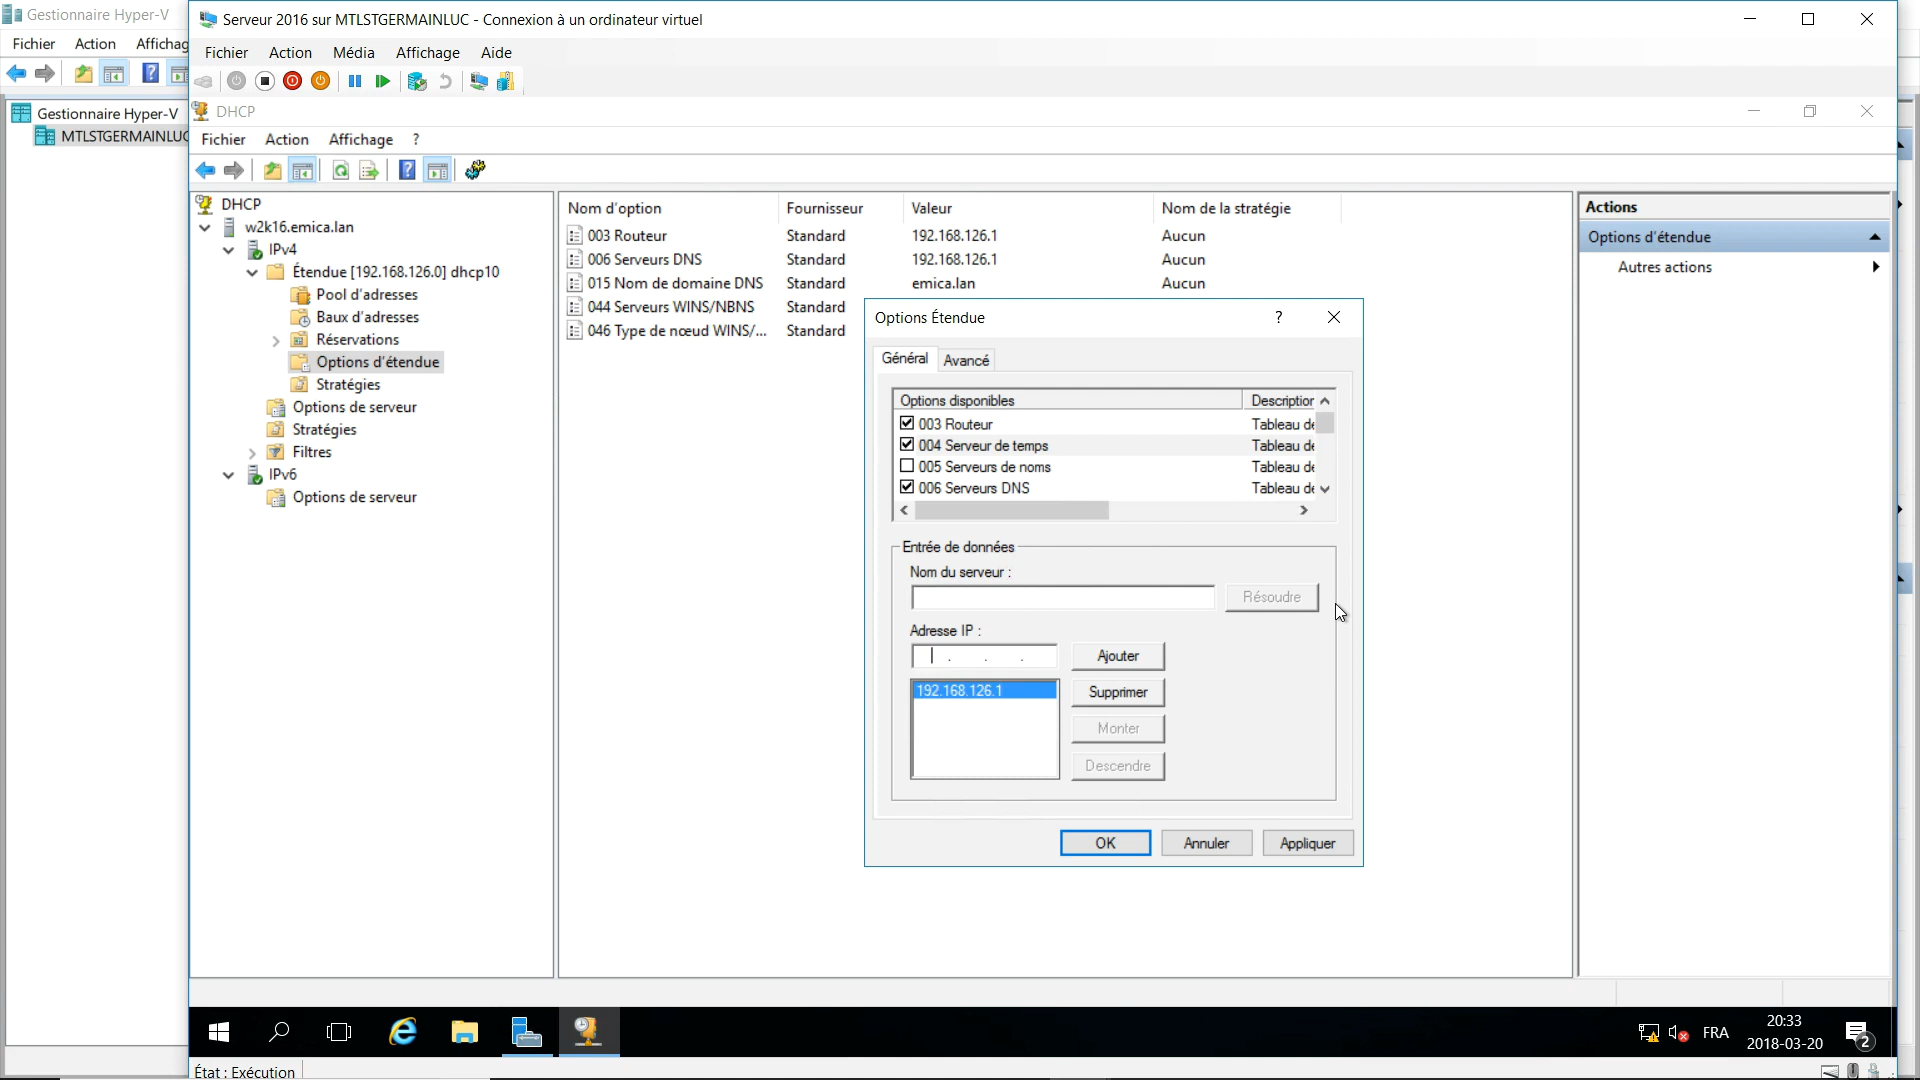 Gestionnaire Hyper-V
Fichier Action Affichag
Gestionnaire Hyper-V
MTLSTGERMAINLUC
Serveur 2016 sur MTLSTGERMAINLUC - Connexion à un ordinateur virtuel
Fichier Action Média Affichage Aide
DHCP
Fichier Action Affichage ?
DHCP
w2k16.emica.lan
IPv4
Étendue [192.168.126.0] dhcp10
Pool d'adresses
Baux d'adresses
Réservations
Options d'étendue
Stratégies
Options de serveur
Stratégies
Filtres
IPv6
Options de serveur
Nom d'option Fournisseur Valeur Nom de la stratégie
003 Routeur Standard 192.168.126.1 Aucun
006 Serveurs DNS Standard 192.168.126.1 Aucun
015 Nom de domaine DNS Standard emica.lan Aucun
044 Serveurs WINS/NBNS Standard
046 Type de nœud WINS/... Standard
Options Étendue ?
Général Avancé
Options disponibles Description
003 Routeur Tableau de
004 Serveur de temps Tableau de
005 Serveurs de noms Tableau de
006 Serveurs DNS Tableau de
Entrée de données
Nom du serveur :
Résoudre
Adresse IP :
. . .
Ajouter
192.168.126.1
Supprimer
Monter
Descendre
OK Annuler Appliquer
Actions
Options d'étendue
Autres actions
FRA
20:33
2018-03-20
2
État : Exécution